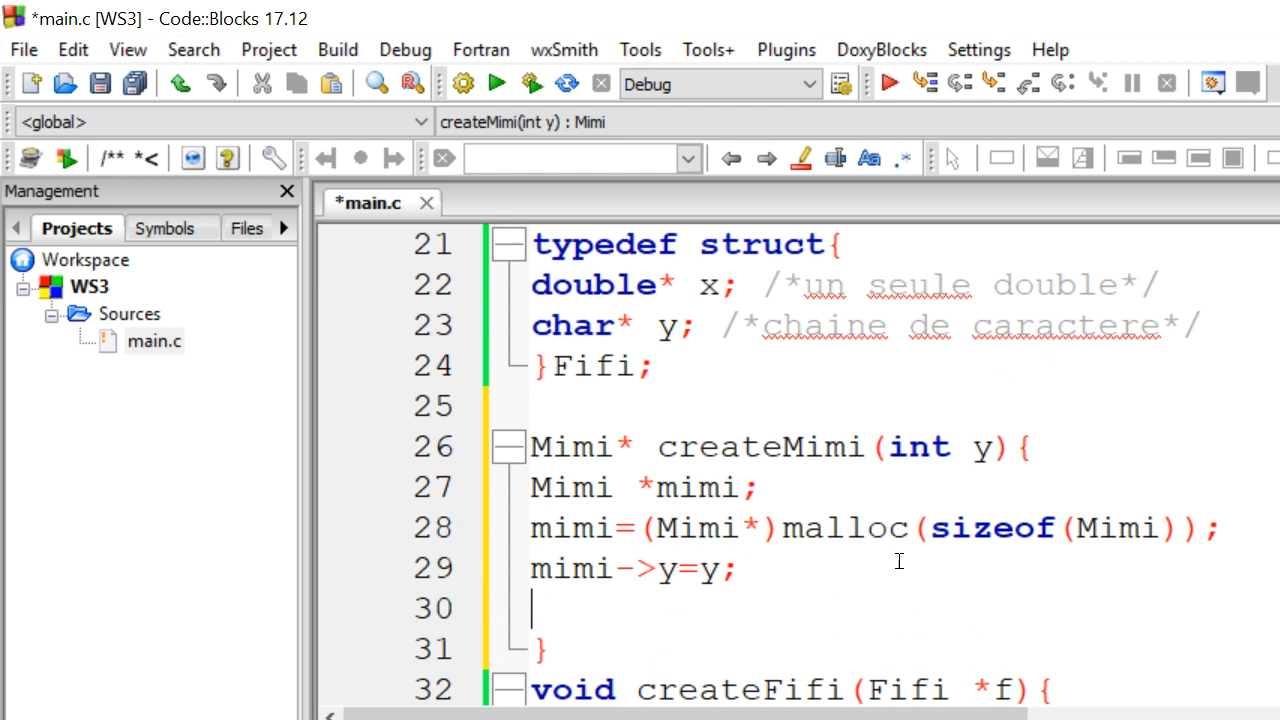 *main.c [WS3] - Code::Blocks 17.12
File Edit View Search Project Build Debug Fortran wxSmith Tools Tools+ Plugins DoxyBlocks Settings Help
Debug
<global> createMimi(int y) : Mimi
/** *<
Management
Projects Symbols Files
*main.c
Workspace
WS3
Sources
main.c
21 typedef struct{
22 double* x; /*un seule double*/
23 char* y; /*chaine de caractere*/
24 }Fifi;
25
26 Mimi* createMimi(int y){
27 Mimi *mimi;
28 mimi=(Mimi*)malloc(sizeof(Mimi));
29 mimi->y=y;
30
31 }
32 void createFifi(Fifi *f){